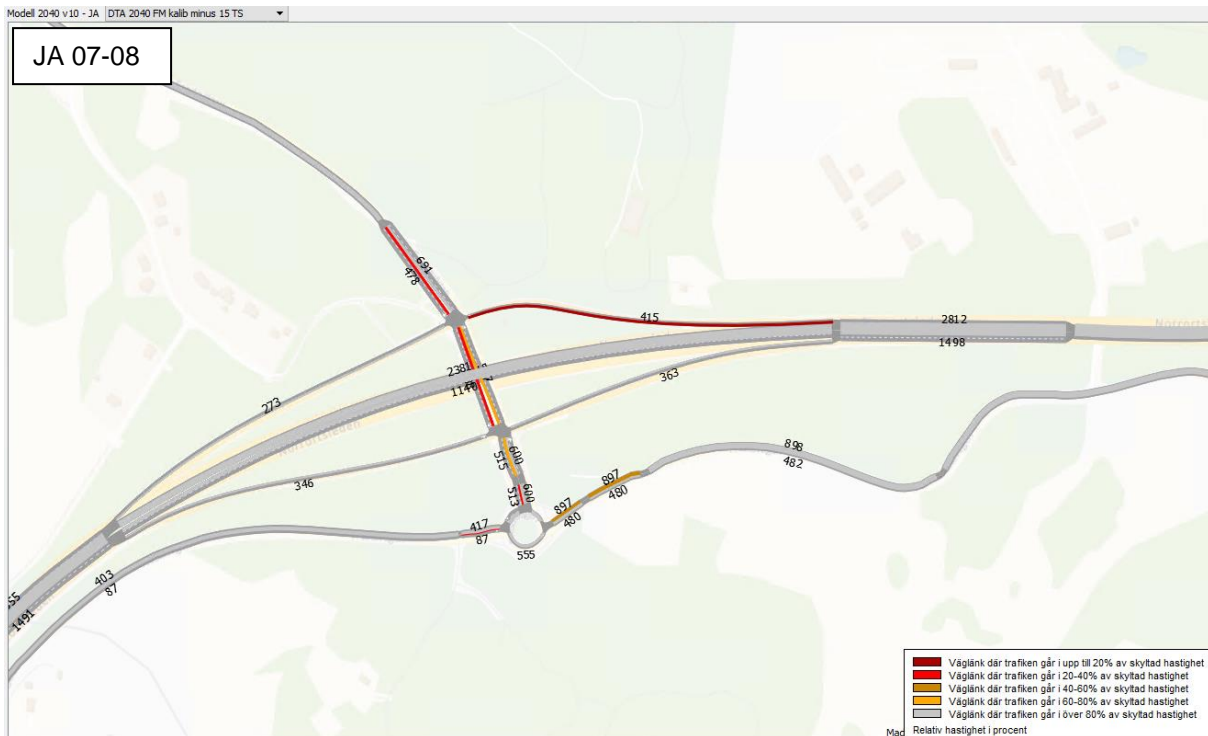 Modell 2040 v10 - JA DTA 2040 FM kalib minus 15 TS
JA 07-08
691
478
415
2812
1498
2381
363
273
Norrortsleden
346
600
515
600
513
897
480
897
480
898
482
417
87
555
403
87
1491
Väglänk där trafiken går i upp till 20% av skyltad hastighet
Väglänk där trafiken går i 20-40% av skyltad hastighet
Väglänk där trafiken går i 40-60% av skyltad hastighet
Väglänk där trafiken går i 60-80% av skyltad hastighet
Väglänk där trafiken går i över 80% av skyltad hastighet
Relativ hastighet i procent